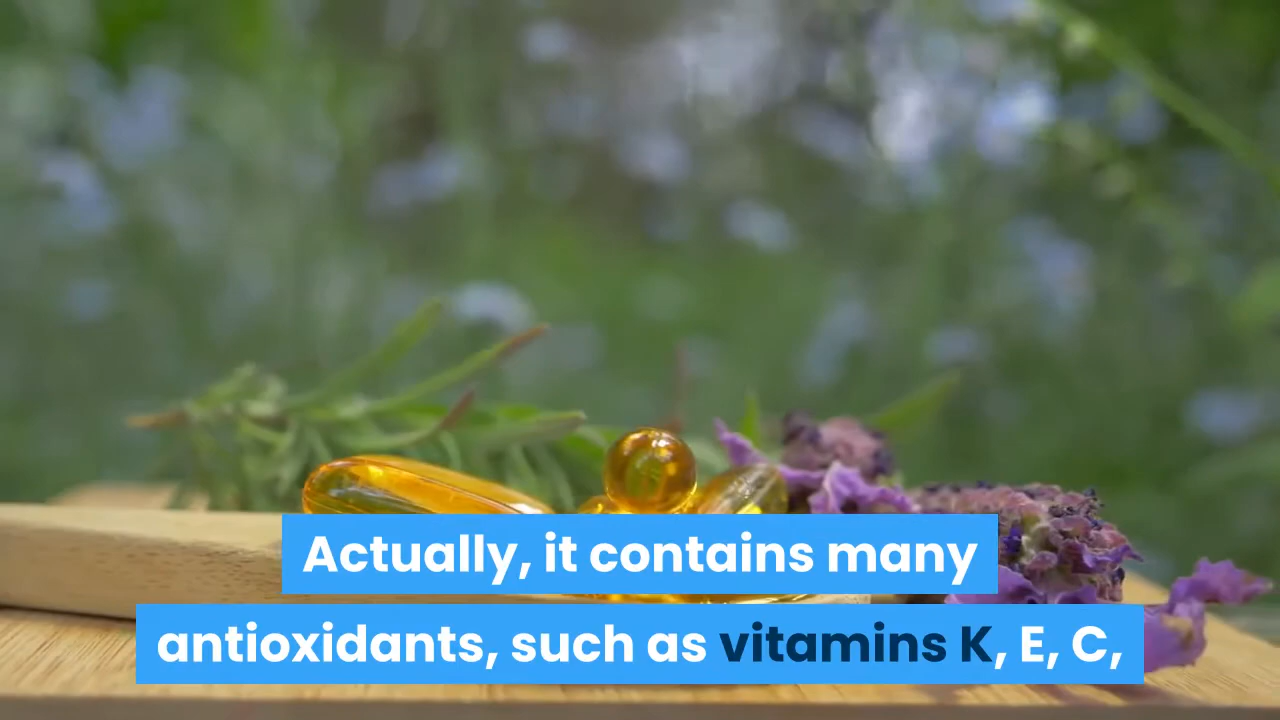 Actually, it contains many
antioxidants, such as vitamins K, E, C,